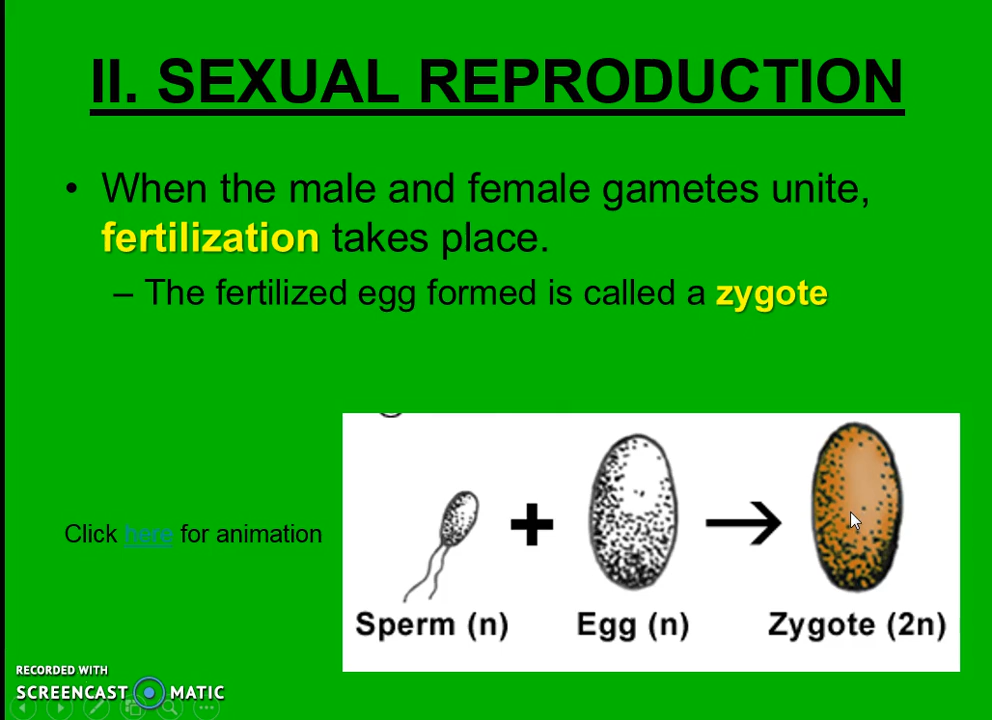 II. SEXUAL REPRODUCTION
• When the male and female gametes unite,
fertilization takes place.
– The fertilized egg formed is called a zygote
Click here for animation
+
→
Sperm (n)
Egg (n)
Zygote (2n)
RECORDED WITH
SCREENCAST MATIC